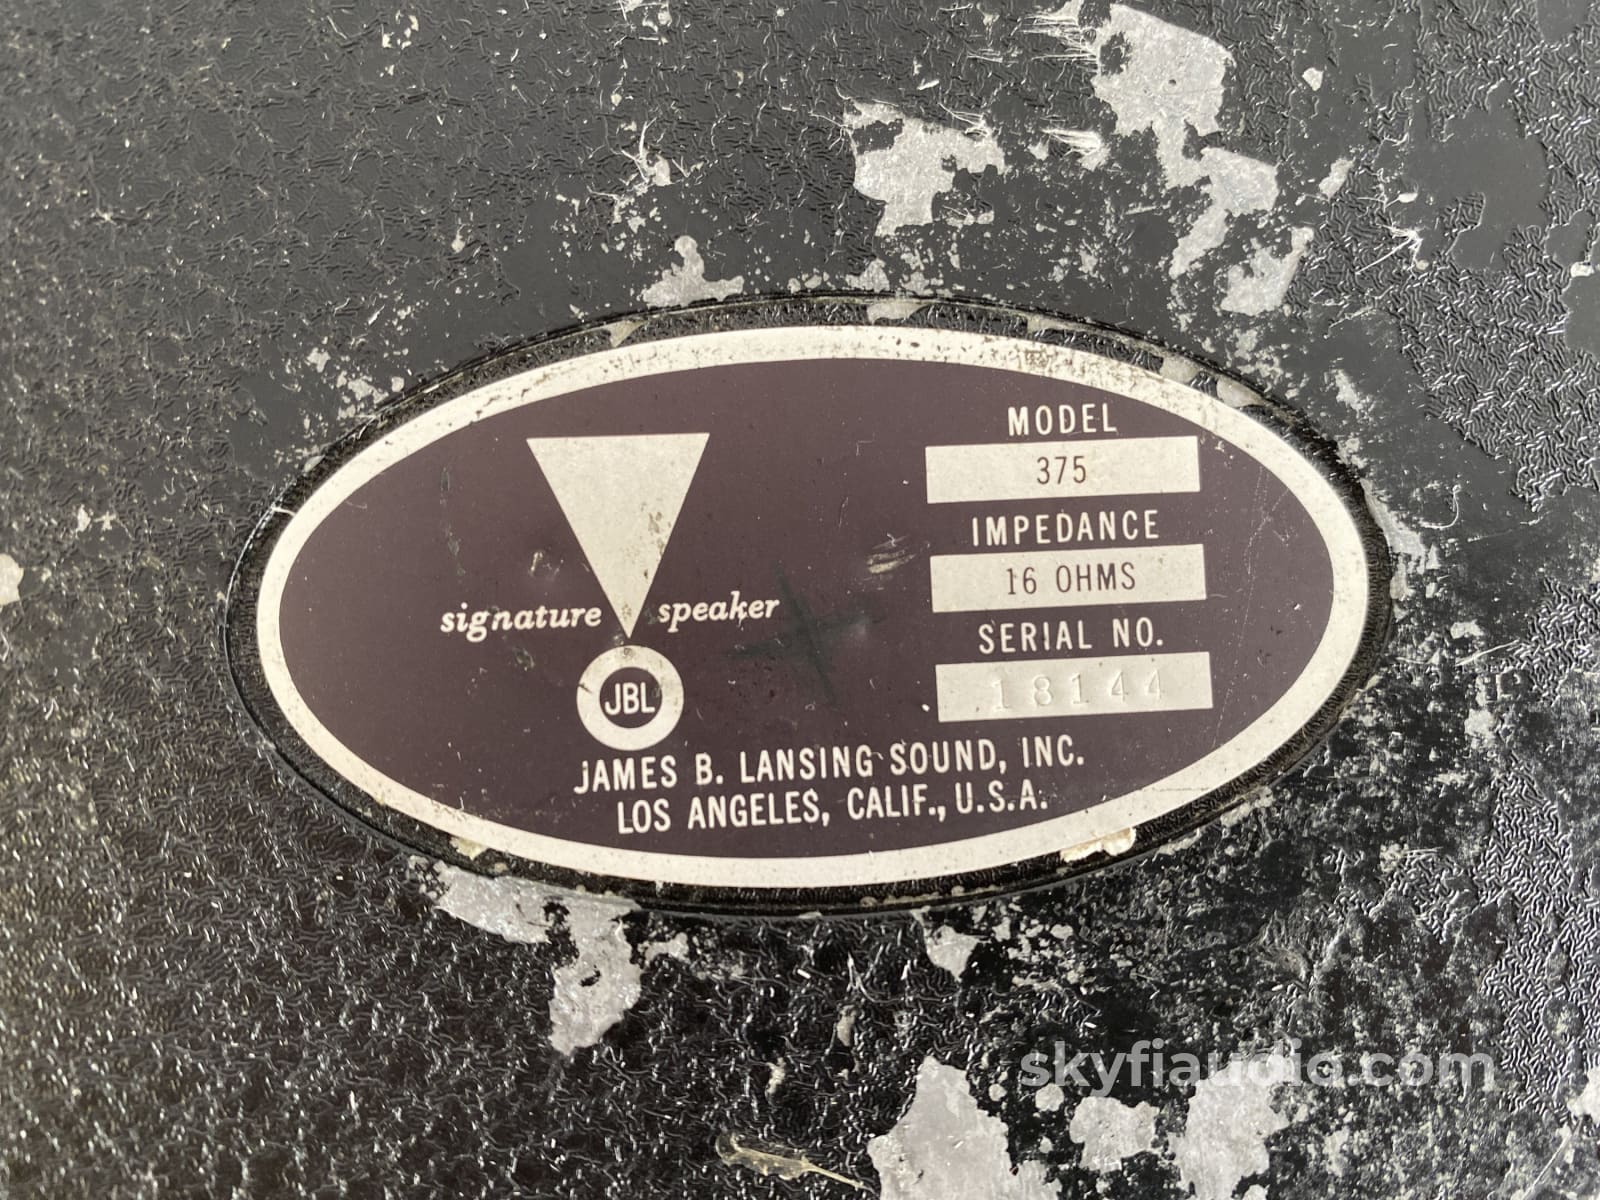 MODEL
375
IMPEDANCE
16 OHMS
signature speaker
SERIAL NO.
18144
JBL
JAMES B. LANSING SOUND, INC.
LOS ANGELES, CALIF., U.S.A.
skyfiaudio.com